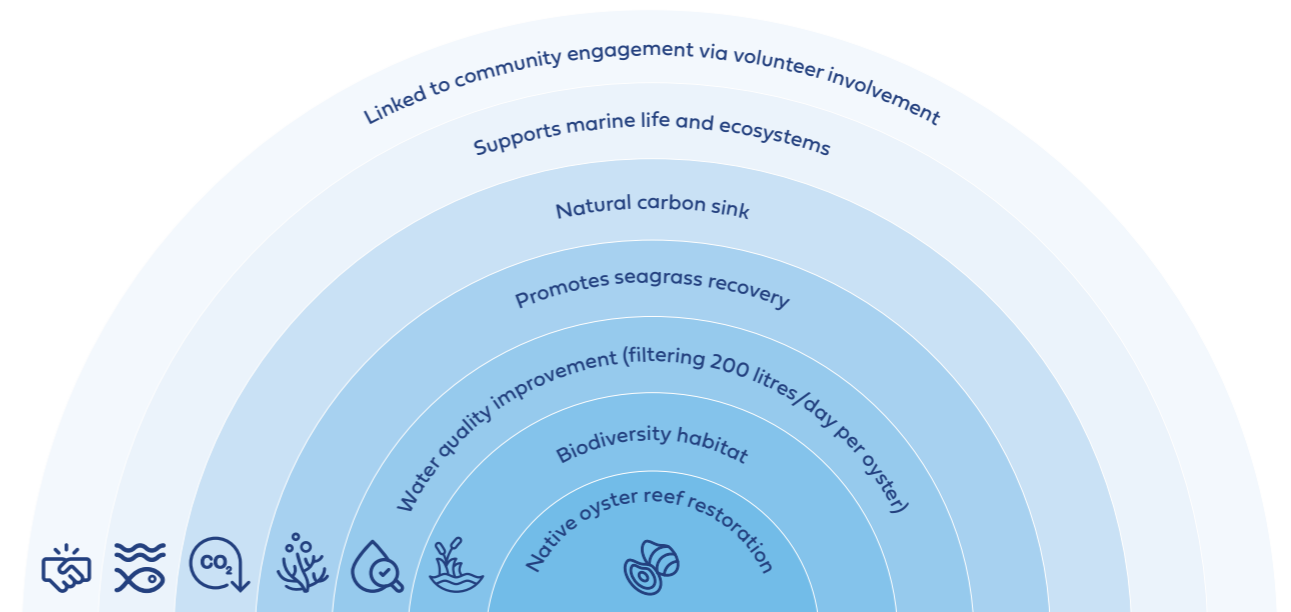 Linked to community engagement via volunteer involvement
Supports marine life and ecosystems
Natural carbon sink
Promotes seagrass recovery
Water quality improvement (filtering 200 litres/day per oyster)
Biodiversity habitat
Native oyster reef restoration
CO₂